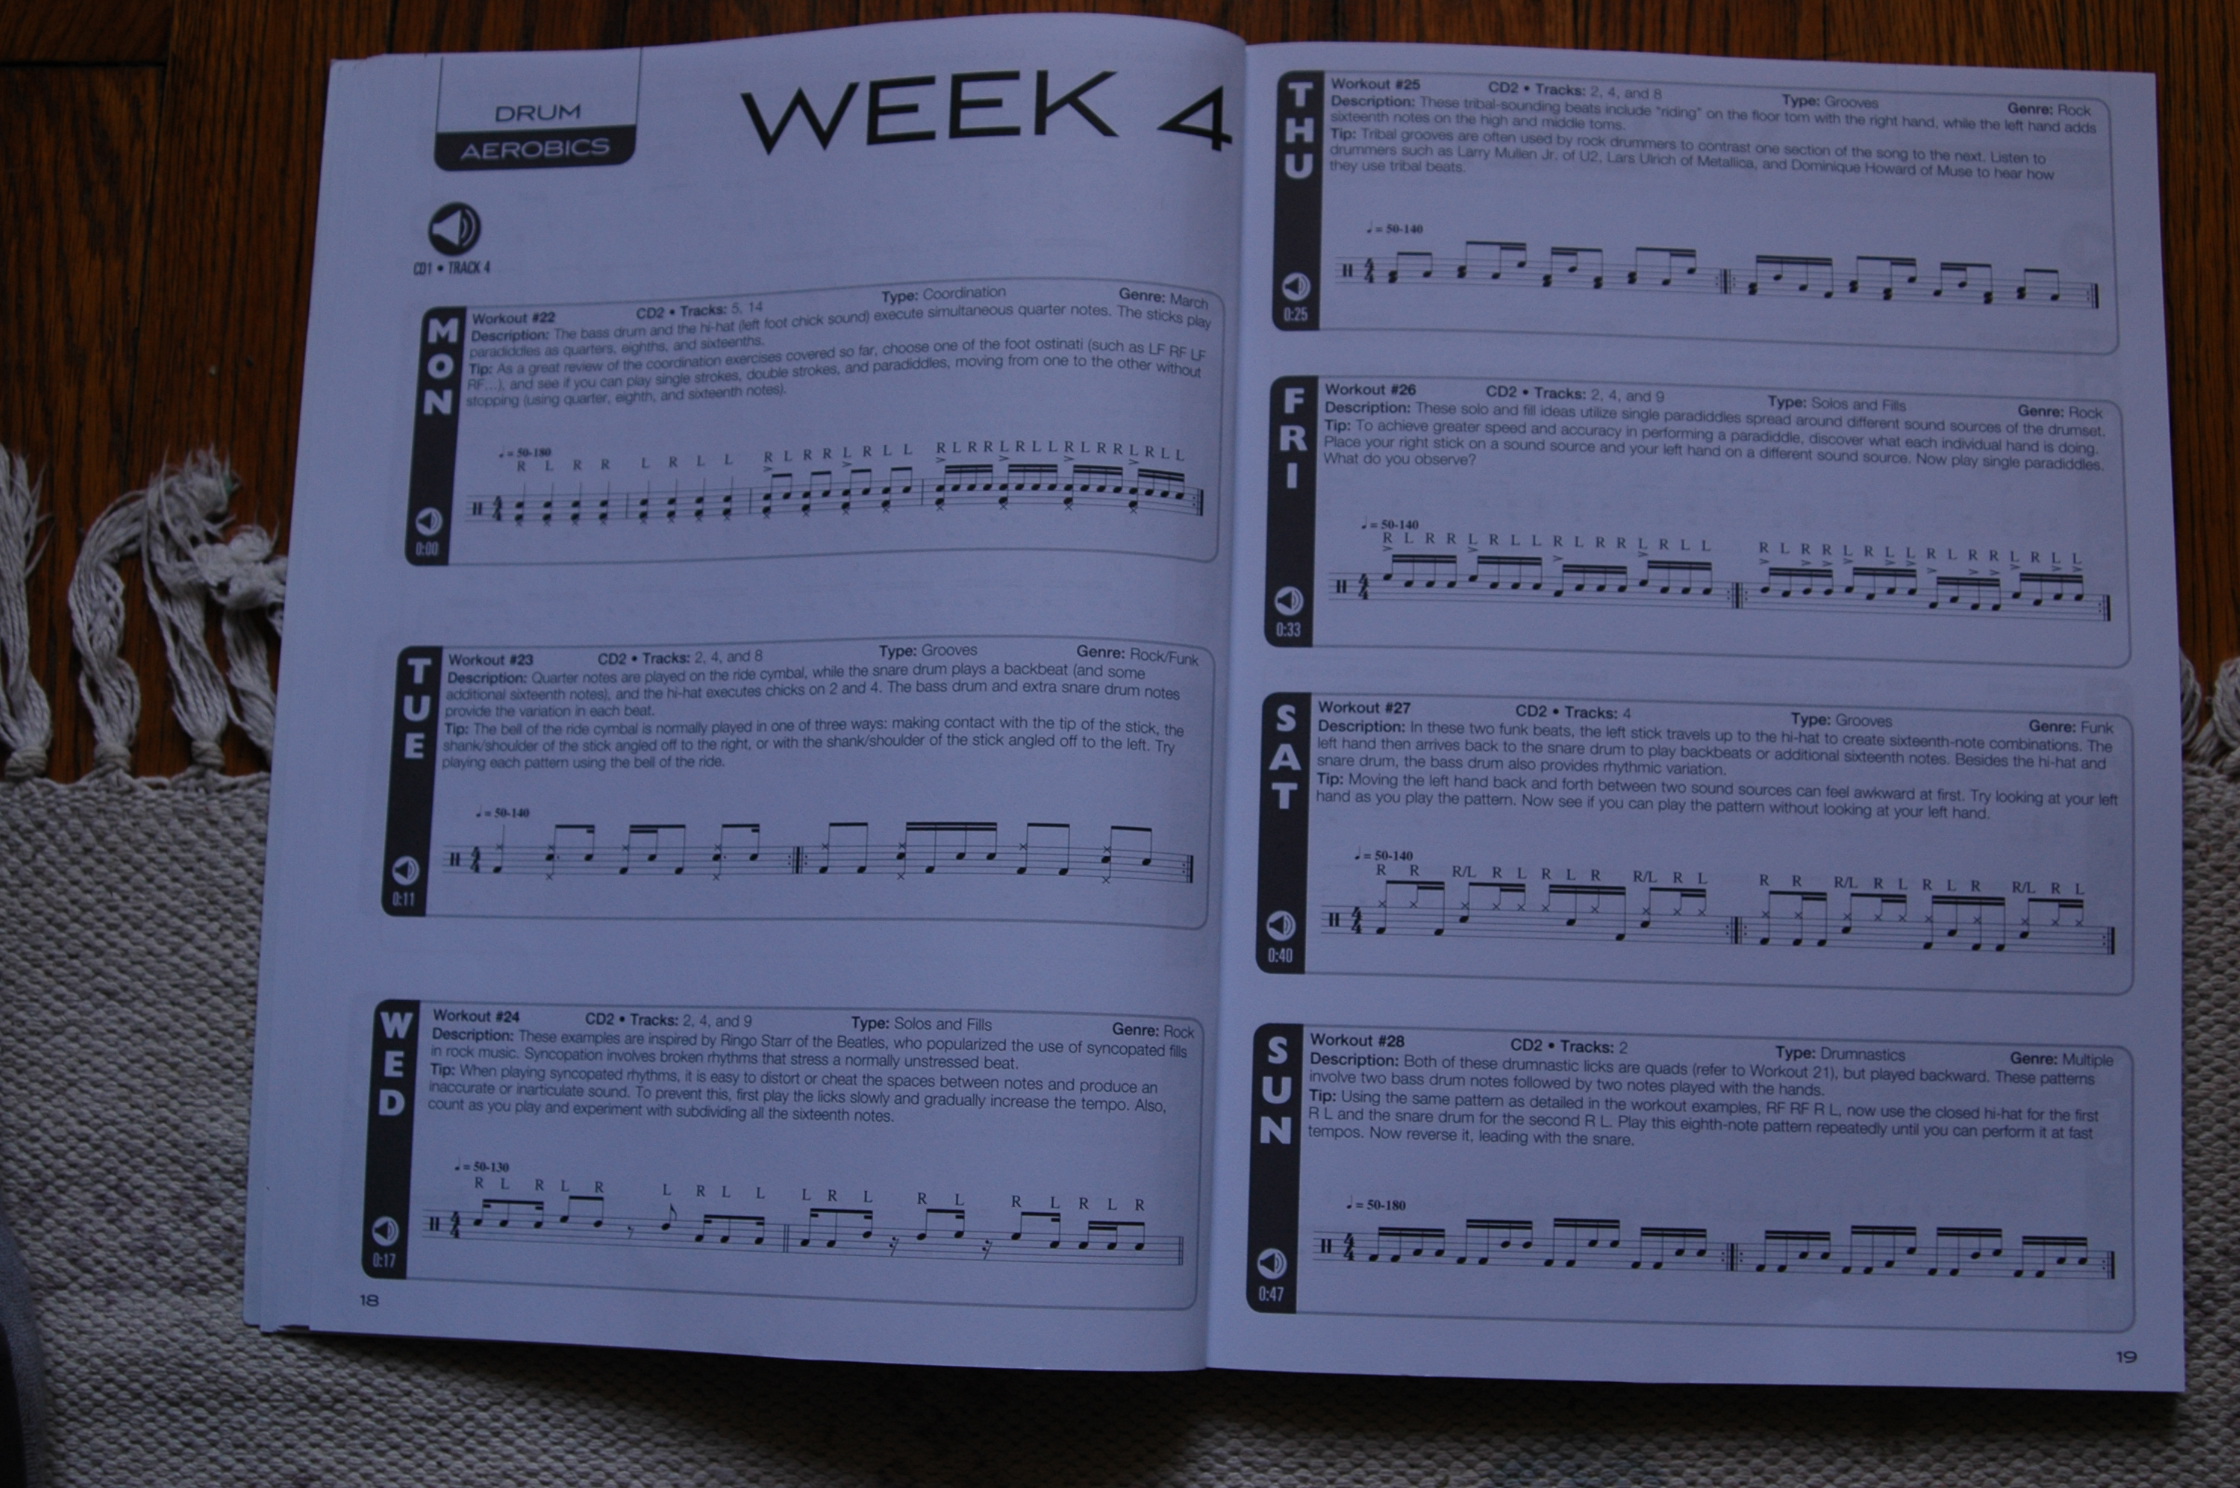 DRUM
AEROBICS
WEEK 4
CD1 • TRACK 4
MON
Workout #22 CD2 • Tracks: 5, 14 Type: Coordination Genre: March
Description: The bass drum and the hi-hat (left foot chick sound) execute simultaneous quarter notes. The sticks play
paradiddles as quarters, eighths, and sixteenths.
Tip: As a great review of the coordination exercises covered so far, choose one of the foot ostinati (such as LF RF LF
RF...), and see if you can play single strokes, double strokes, and paradiddles, moving from one to the other without
stopping (using quarter, eighth, and sixteenth notes).
♩ = 50-180
R L R R L R L L R L R R L R L L R L R R L R L L R L R R L R L L
0:00
TUE
Workout #23 CD2 • Tracks: 2, 4, and 8 Type: Grooves Genre: Rock/Funk
Description: Quarter notes are played on the ride cymbal, while the snare drum plays a backbeat (and some
additional sixteenth notes), and the hi-hat executes chicks on 2 and 4. The bass drum and extra snare drum notes
provide the variation in each beat.
Tip: The bell of the ride cymbal is normally played in one of three ways: making contact with the tip of the stick, the
shank/shoulder of the stick angled off to the right, or with the shank/shoulder of the stick angled off to the left. Try
playing each pattern using the bell of the ride.
♩ = 50-140
0:11
WED
Workout #24 CD2 • Tracks: 2, 4, and 9 Type: Solos and Fills Genre: Rock
Description: These examples are inspired by Ringo Starr of the Beatles, who popularized the use of syncopated fills
in rock music. Syncopation involves broken rhythms that stress a normally unstressed beat.
Tip: When playing syncopated rhythms, it is easy to distort or cheat the spaces between notes and produce an
inaccurate or inarticulate sound. To prevent this, first play the licks slowly and gradually increase the tempo. Also,
count as you play and experiment with subdividing all the sixteenth notes.
♩ = 50-130
R L R L R L R L L L R L R L R L R L R
0:17
18
THU
Workout #25 CD2 • Tracks: 2, 4, and 8 Type: Grooves Genre: Rock
Description: These tribal-sounding beats include "riding" on the floor tom with the right hand, while the left hand adds
sixteenth notes on the high and middle toms.
Tip: Tribal grooves are often used by rock drummers to contrast one section of the song to the next. Listen to
drummers such as Larry Mullen Jr. of U2, Lars Ulrich of Metallica, and Dominique Howard of Muse to hear how
they use tribal beats.
♩ = 50-140
0:25
FRI
Workout #26 CD2 • Tracks: 2, 4, and 9 Type: Solos and Fills Genre: Rock
Description: These solo and fill ideas utilize single paradiddles spread around different sound sources of the drumset.
Tip: To achieve greater speed and accuracy in performing a paradiddle, discover what each individual hand is doing.
Place your right stick on a sound source and your left hand on a different sound source. Now play single paradiddles.
What do you observe?
♩ = 50-140
R L R R L R L L R L R R L R L L R L R R L R L L R L R R L R L L
0:33
SAT
Workout #27 CD2 • Tracks: 4 Type: Grooves Genre: Funk
Description: In these two funk beats, the left stick travels up to the hi-hat to create sixteenth-note combinations. The
left hand then arrives back to the snare drum to play backbeats or additional sixteenth notes. Besides the hi-hat and
snare drum, the bass drum also provides rhythmic variation.
Tip: Moving the left hand back and forth between two sound sources can feel awkward at first. Try looking at your left
hand as you play the pattern. Now see if you can play the pattern without looking at your left hand.
♩ = 50-140
R R R/L R L R L R R/L R L R R R/L R L R L R R/L R L
0:40
SUN
Workout #28 CD2 • Tracks: 2 Type: Drumnastics Genre: Multiple
Description: Both of these drumnastic licks are quads (refer to Workout 21), but played backward. These patterns
involve two bass drum notes followed by two notes played with the hands.
Tip: Using the same pattern as detailed in the workout examples, RF RF R L, now use the closed hi-hat for the first
R L and the snare drum for the second R L. Play this eighth-note pattern repeatedly until you can perform it at fast
tempos. Now reverse it, leading with the snare.
♩ = 50-180
0:47
19